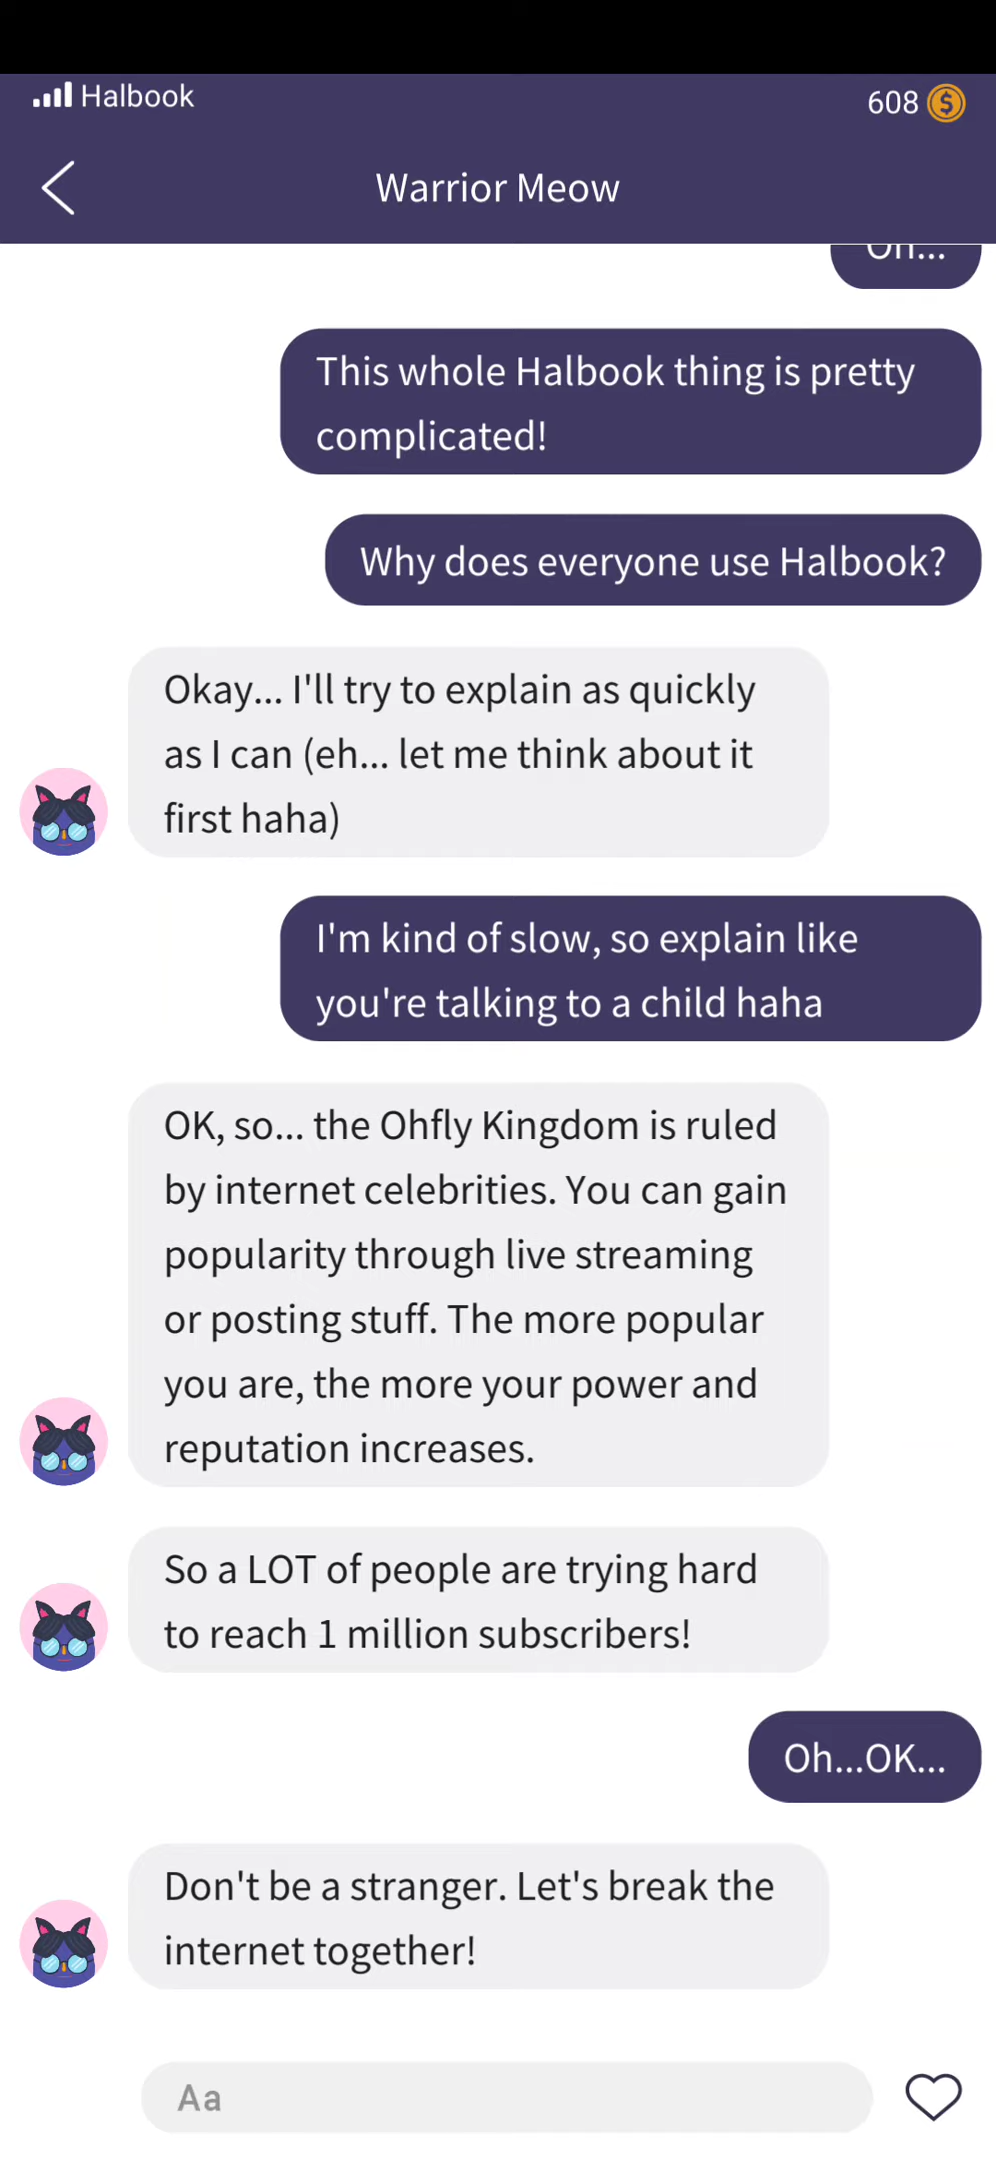 Halbook
608
Warrior Meow
Oh...
This whole Halbook thing is pretty
complicated!
Why does everyone use Halbook?
Okay... I'll try to explain as quickly
as I can (eh... let me think about it
first haha)
I'm kind of slow, so explain like
you're talking to a child haha
OK, so... the Ohfly Kingdom is ruled
by internet celebrities. You can gain
popularity through live streaming
or posting stuff. The more popular
you are, the more your power and
reputation increases.
So a LOT of people are trying hard
to reach 1 million subscribers!
Oh...OK...
Don't be a stranger. Let's break the
internet together!
Aa